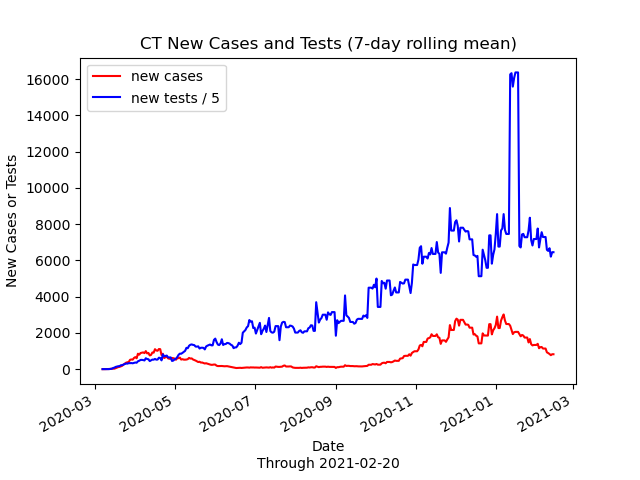 CT New Cases and Tests (7-day rolling mean)
new cases
new tests / 5
16000
14000
12000
10000
8000
6000
4000
2000
0
New Cases or Tests
2020-03
2020-05
2020-07
2020-09
2020-11
2021-01
2021-03
Date
Through 2021-02-20